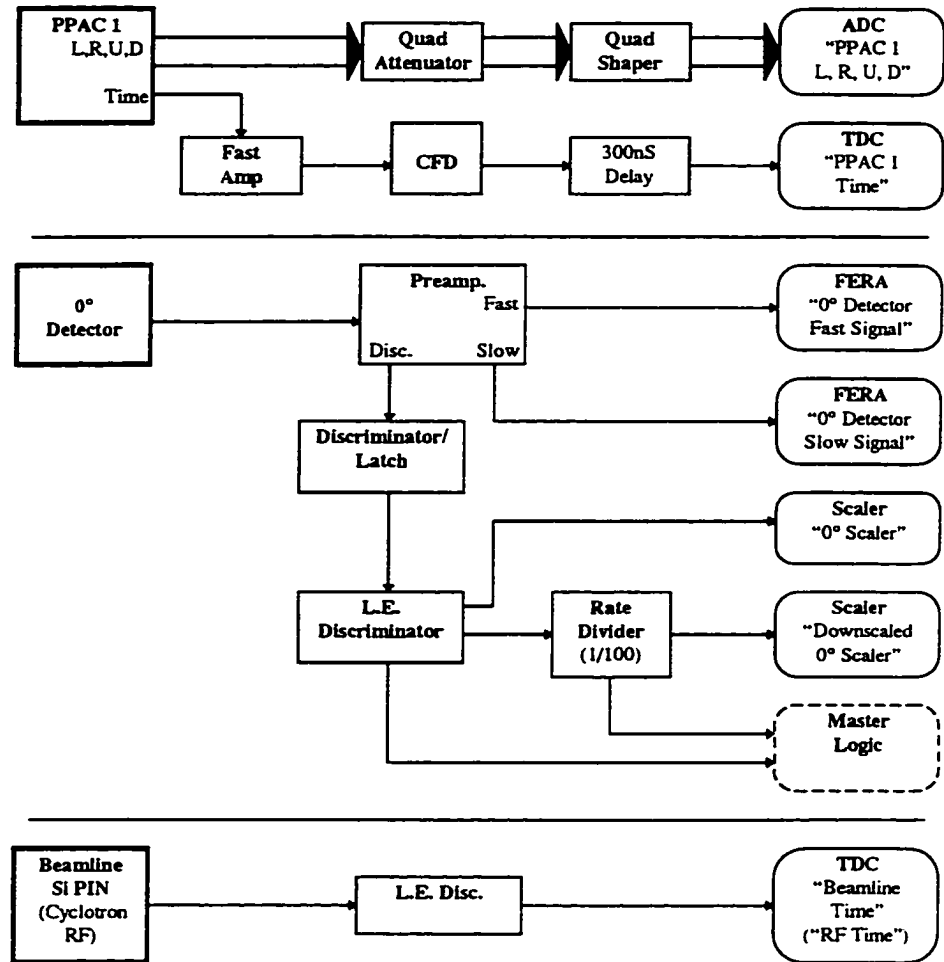 PPAC 1
L,R,U,D
Time
Quad
Attenuator
Quad
Shaper
ADC
“PPAC 1
L, R, U, D”
Fast
Amp
CFD
300nS
Delay
TDC
“PPAC 1
Time”
0°
Detector
Preamp.
Fast
Disc. Slow
FERA
“0° Detector
Fast Signal”
FERA
“0° Detector
Slow Signal”
Discriminator/
Latch
Scaler
“0° Scaler”
L.E.
Discriminator
Rate
Divider
(1/100)
Scaler
“Downscaled
0° Scaler”
Master
Logic
Beamline
Si PIN
(Cyclotron
RF)
L.E. Disc.
TDC
“Beamline
Time”
(“RF Time”)